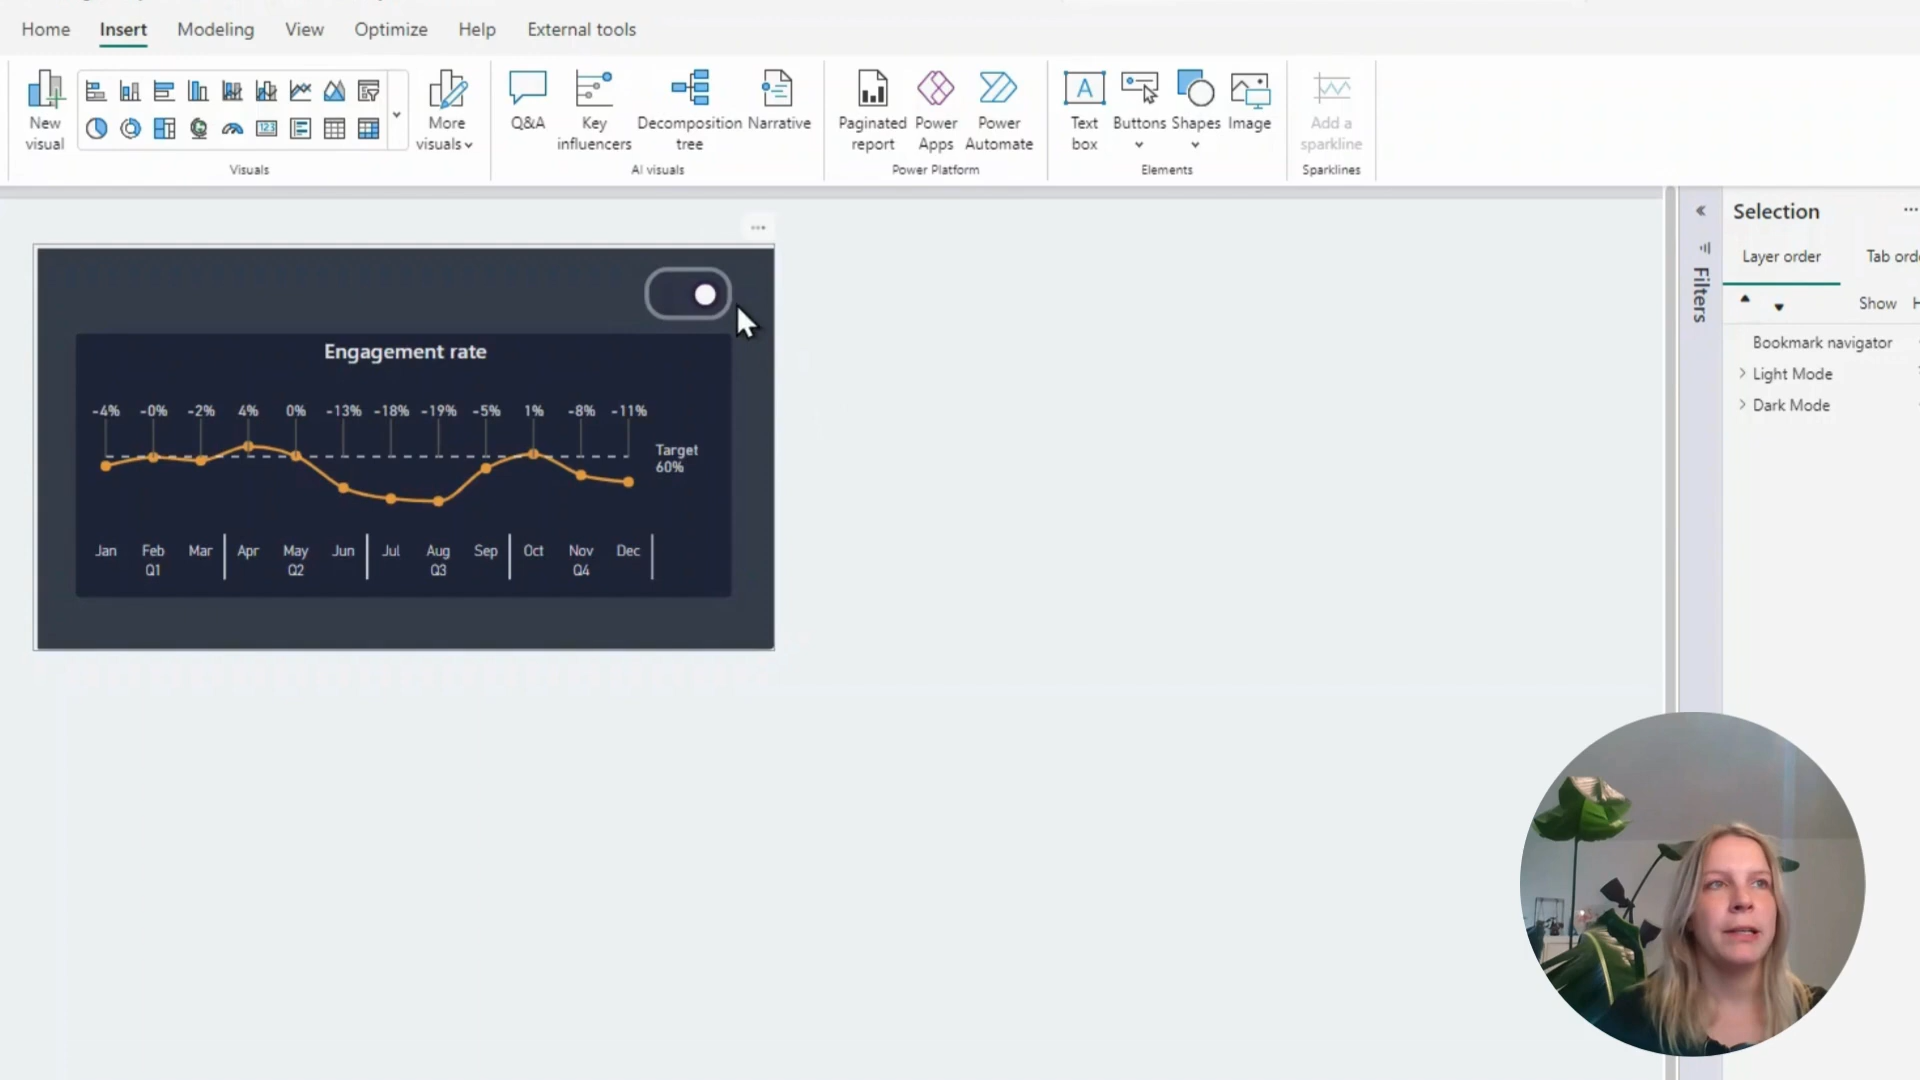 Home Insert Modeling View Optimize Help External tools
New visual
More visuals
Visuals
Q&A
Key influencers
Decomposition tree
Narrative
AI visuals
Paginated report
Power Apps
Power Automate
Power Platform
A
Text box
Buttons
Shapes
Image
Elements
Add a sparkline
Sparklines
123
Engagement rate
-4% -0% -2% 4% 0% -13% -18% -19% -5% 1% -8% -11%
Target
60%
Jan Feb Mar Apr May Jun Jul Aug Sep Oct Nov Dec
Q1 Q2 Q3 Q4
Filters
Selection
Layer order Tab orde
Show H
Bookmark navigator
Light Mode
Dark Mode